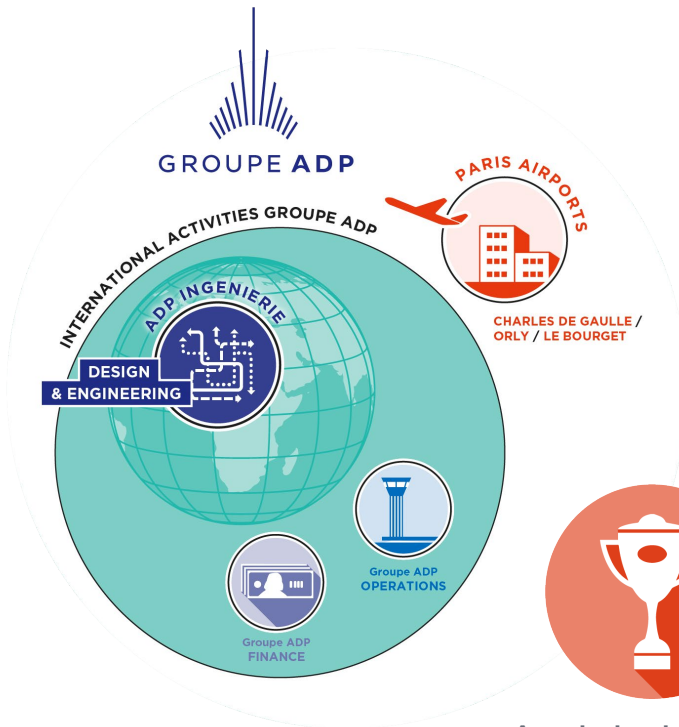 GROUPE ADP
PARIS AIRPORTS
INTERNATIONAL ACTIVITIES GROUPE ADP
ADP INGENIERIE
DESIGN
& ENGINEERING
CHARLES DE GAULLE /
ORLY / LE BOURGET
Groupe ADP
OPERATIONS
Groupe ADP
FINANCE